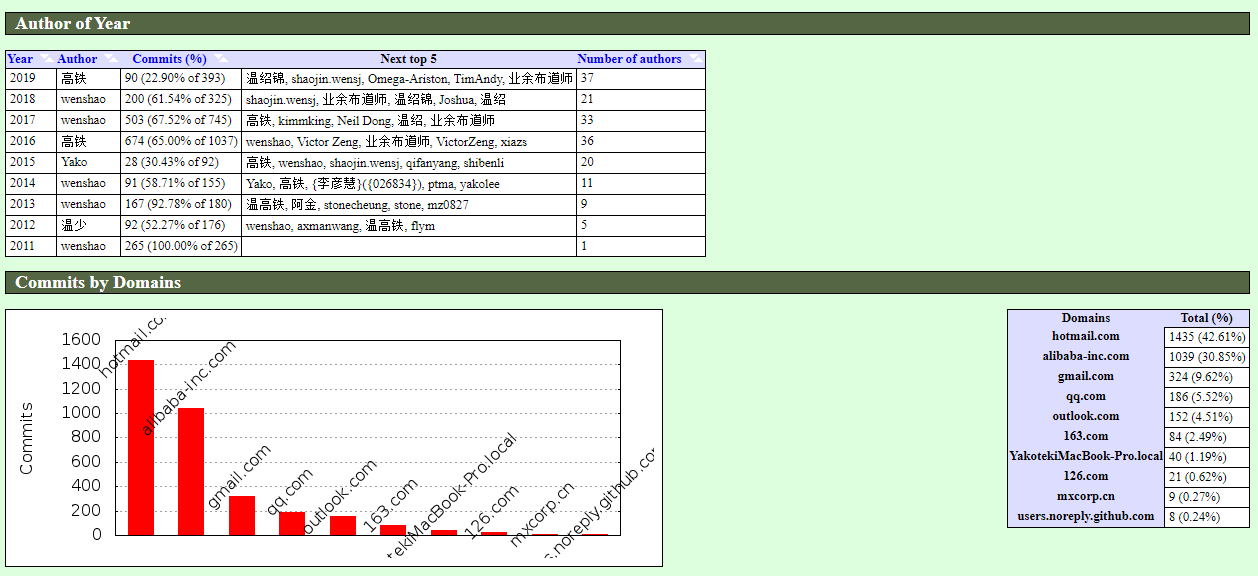 Author of Year
Year Author Commits (%) Next top 5 Number of authors
2019 高铁 90 (22.90% of 393) 温绍锦, shaojin.wensj, Omega-Ariston, TimAndy, 业余布道师 37
2018 wenshao 200 (61.54% of 325) shaojin.wensj, 业余布道师, 温绍锦, Joshua, 温绍 21
2017 wenshao 503 (67.52% of 745) 高铁, kimmking, Neil Dong, 温绍, 业余布道师 33
2016 高铁 674 (65.00% of 1037) wenshao, Victor Zeng, 业余布道师, VictorZeng, xiazs 36
2015 Yako 28 (30.43% of 92) 高铁, wenshao, shaojin.wensj, qifanyang, shibenli 20
2014 wenshao 91 (58.71% of 155) Yako, 高铁, {李彦慧}({026834}), ptma, yakolee 11
2013 wenshao 167 (92.78% of 180) 温高铁, 阿金, stonecheung, stone, mz0827 9
2012 温少 92 (52.27% of 176) wenshao, axmanwang, 温高铁, flym 5
2011 wenshao 265 (100.00% of 265) 1
Commits by Domains
Commits
1600
1400
1200
1000
800
600
400
200
0
hotmail.co
alibaba-inc.com
gmail.com
qq.com
outlook.com
163.com
tekiMacBook-Pro.local
126.com
mxcorp.cn
s.noreply.github.co
Domains Total (%)
hotmail.com 1435 (42.61%)
alibaba-inc.com 1039 (30.85%)
gmail.com 324 (9.62%)
qq.com 186 (5.52%)
outlook.com 152 (4.51%)
163.com 84 (2.49%)
YakotekiMacBook-Pro.local 40 (1.19%)
126.com 21 (0.62%)
mxcorp.cn 9 (0.27%)
users.noreply.github.com 8 (0.24%)